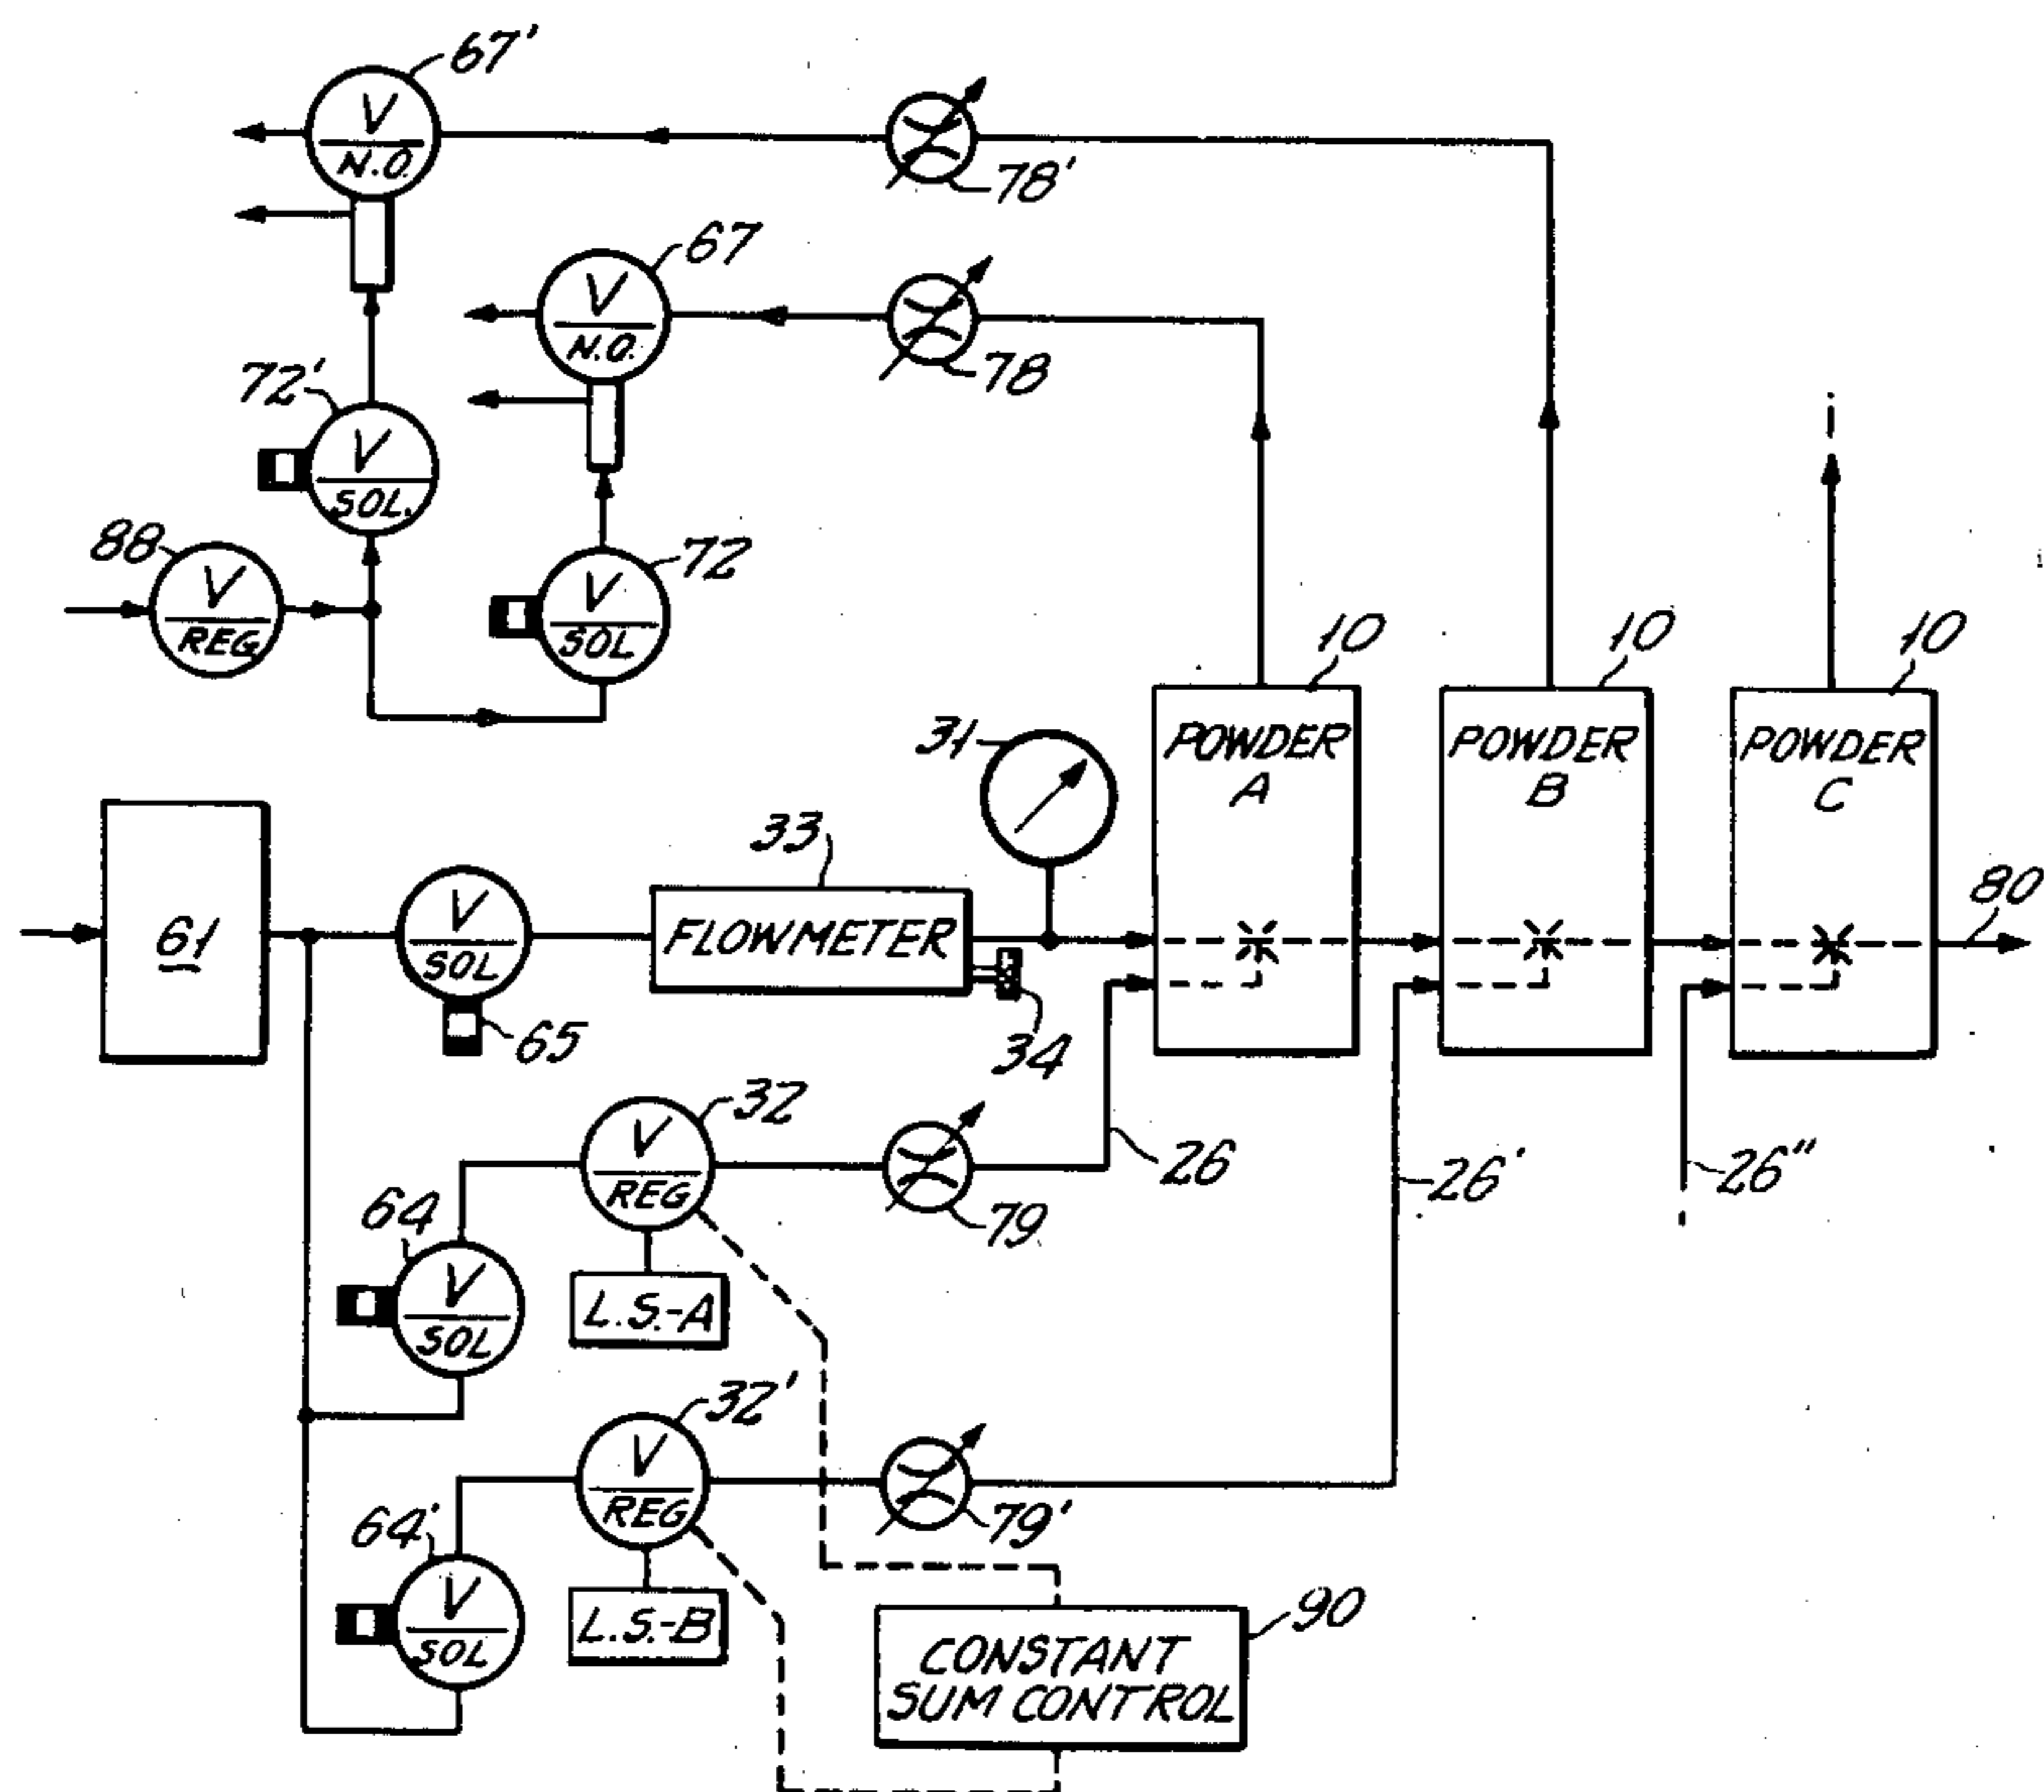 67'
V
N.O.
78'
67
V
N.O.
78
72'
V
SOL.
88
V
REG
72
V
SOL
10
10
10
POWDER
A
POWDER
B
POWDER
C
31
33
61
V
SOL
FLOWMETER
80
65
34
32
V
REG
26
26'
26"
79
64
V
SOL
L.S.-A
32'
V
REG
79'
64'
V
SOL
L.S.-B
90
CONSTANT
SUM CONTROL